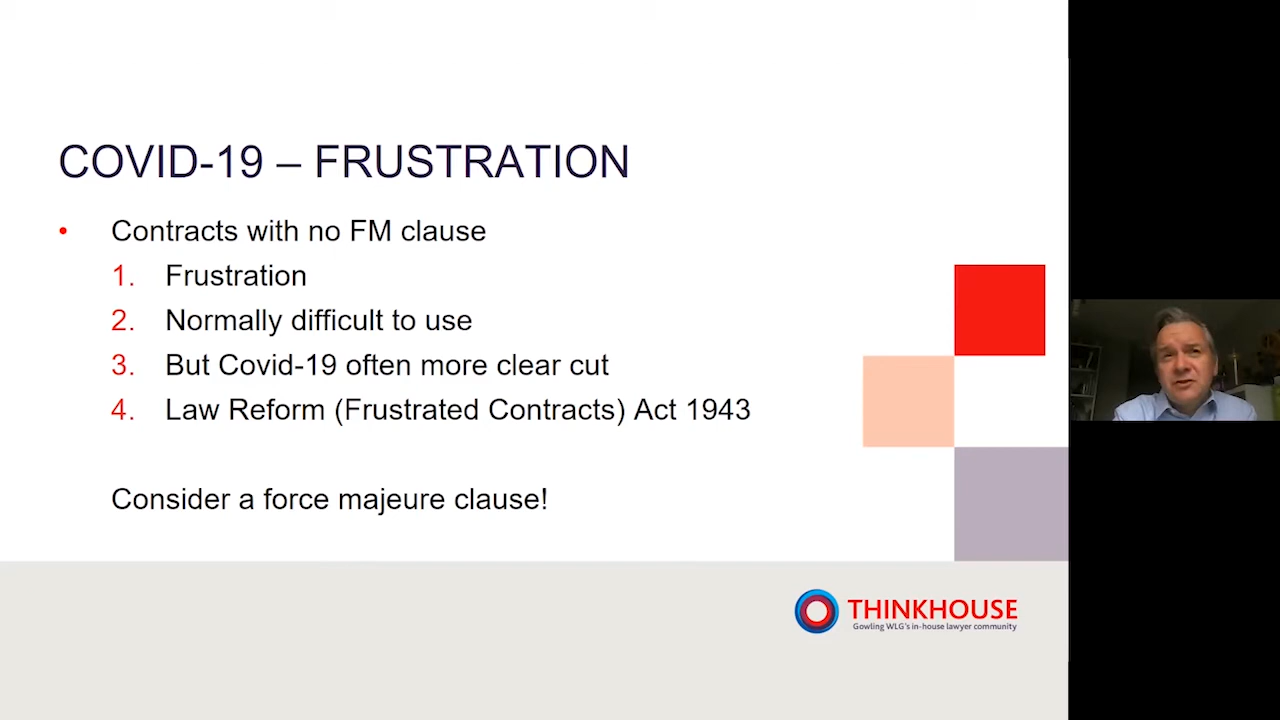 COVID-19 – FRUSTRATION
• Contracts with no FM clause
1. Frustration
2. Normally difficult to use
3. But Covid-19 often more clear cut
4. Law Reform (Frustrated Contracts) Act 1943
Consider a force majeure clause!
THINKHOUSE
Gowling WLG's in-house lawyer community